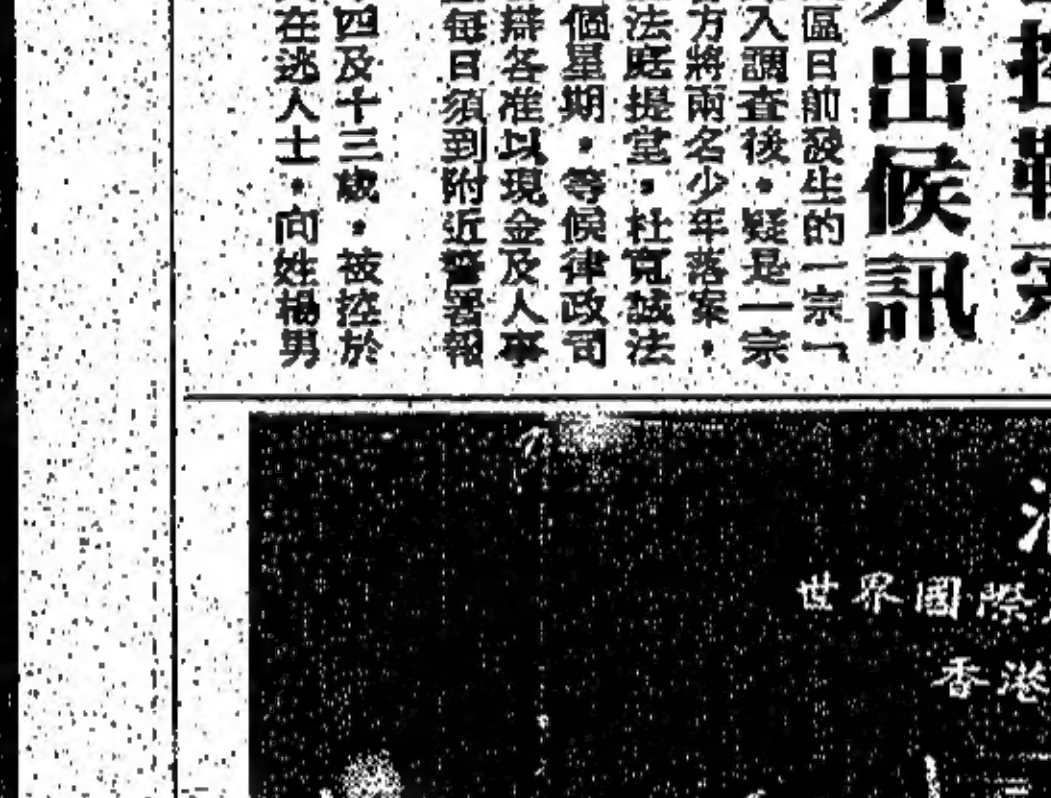 控
出候訊
區日前發生的一宗「
入調查後，疑是一宗
方將兩名少年落案，
法庭提堂，杜寬誠法
個星期，等候律政司
辯各准以現金及人事
每日須到附近警署報
四及十三歲，被控於
在逃人士，向姓楊男
世界國際
香港